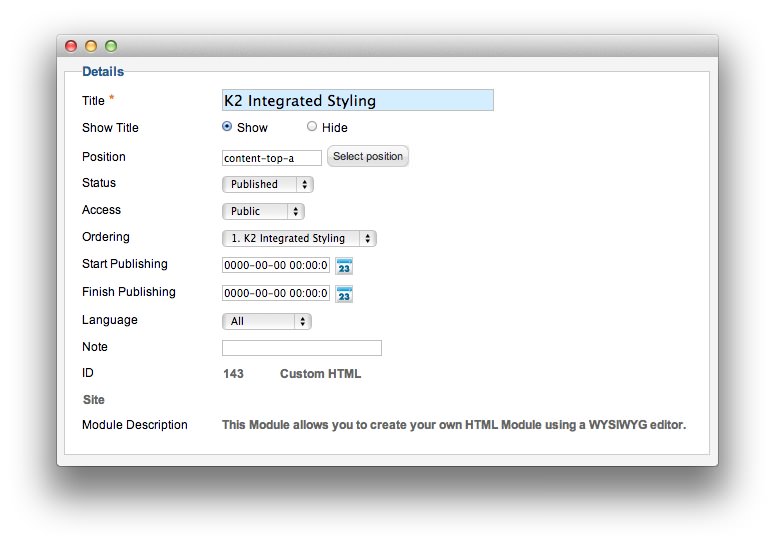 Details
Title * K2 Integrated Styling
Show Title Show Hide
Position content-top-a Select position
Status Published
Access Public
Ordering 1. K2 Integrated Styling
Start Publishing 0000-00-00 00:00:0 23
Finish Publishing 0000-00-00 00:00:0 23
Language All
Note
ID 143 Custom HTML
Site
Module Description This Module allows you to create your own HTML Module using a WYSIWYG editor.